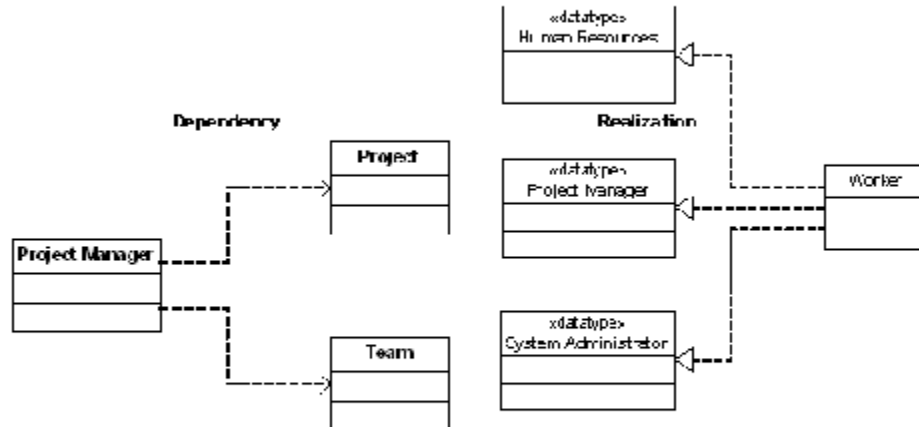 «datatype»
Human Resources
Dependency
Realization
Project
«datatype»
Project Manager
Worker
Project Manager
«datatype»
System Administrator
Team